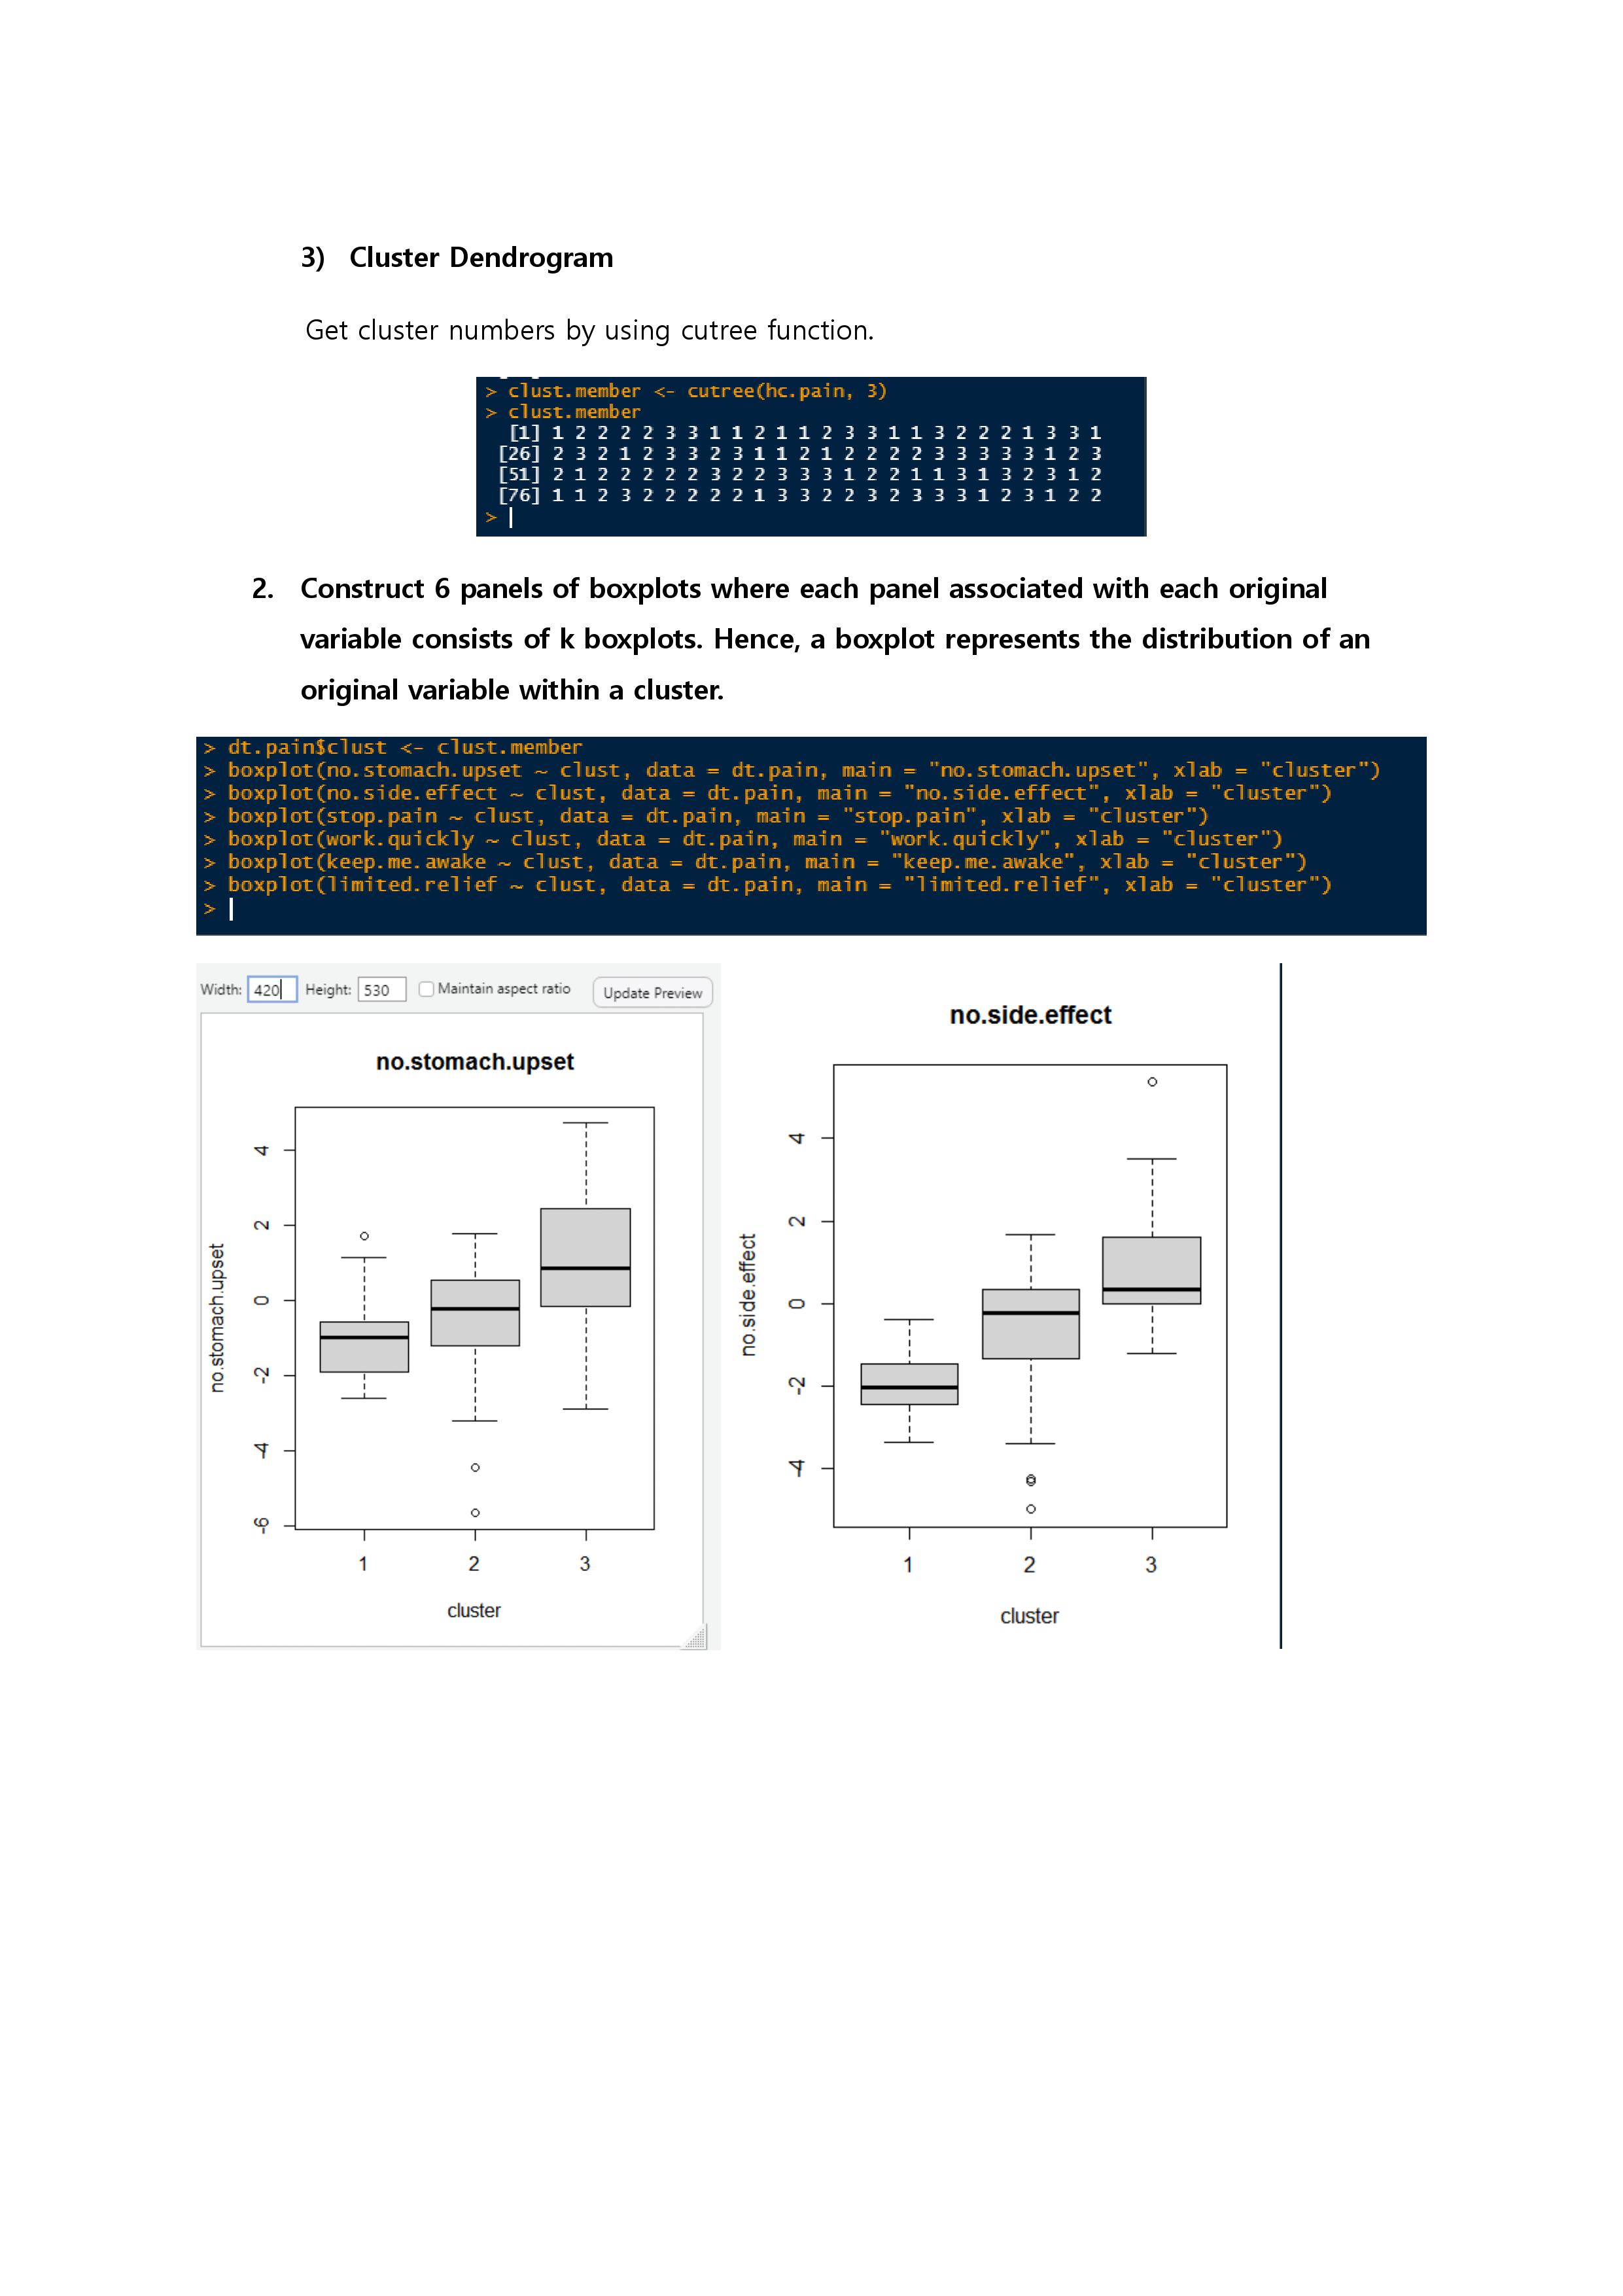 3) Cluster Dendrogram
Get cluster numbers by using cutree function.
> clust.member <- cutree(hc.pain, 3)
> clust.member
[1] 1 2 2 2 2 3 3 1 1 2 1 1 2 3 3 1 1 3 2 2 2 1 3 3 1
[26] 2 3 2 1 2 3 3 2 3 1 1 2 1 2 2 2 2 3 3 3 3 3 1 2 3
[51] 2 1 2 2 2 2 2 3 2 2 3 3 3 1 2 2 1 1 3 1 3 2 3 1 2
[76] 1 1 2 3 2 2 2 2 2 1 3 3 2 2 3 2 3 3 3 1 2 3 1 2 2
>
2. Construct 6 panels of boxplots where each panel associated with each original
variable consists of k boxplots. Hence, a boxplot represents the distribution of an
original variable within a cluster.
> dt.pain$clust <- clust.member
> boxplot(no.stomach.upset ~ clust, data = dt.pain, main = "no.stomach.upset", xlab = "cluster")
> boxplot(no.side.effect ~ clust, data = dt.pain, main = "no.side.effect", xlab = "cluster")
> boxplot(stop.pain ~ clust, data = dt.pain, main = "stop.pain", xlab = "cluster")
> boxplot(work.quickly ~ clust, data = dt.pain, main = "work.quickly", xlab = "cluster")
> boxplot(keep.me.awake ~ clust, data = dt.pain, main = "keep.me.awake", xlab = "cluster")
> boxplot(limited.relief ~ clust, data = dt.pain, main = "limited.relief", xlab = "cluster")
>
Width: 420 Height: 530 Maintain aspect ratio Update Preview
no.stomach.upset
no.stomach.upset
4
2
0
-2
-4
-6
1 2 3
cluster
no.side.effect
no.side.effect
4
2
0
-2
-4
1 2 3
cluster